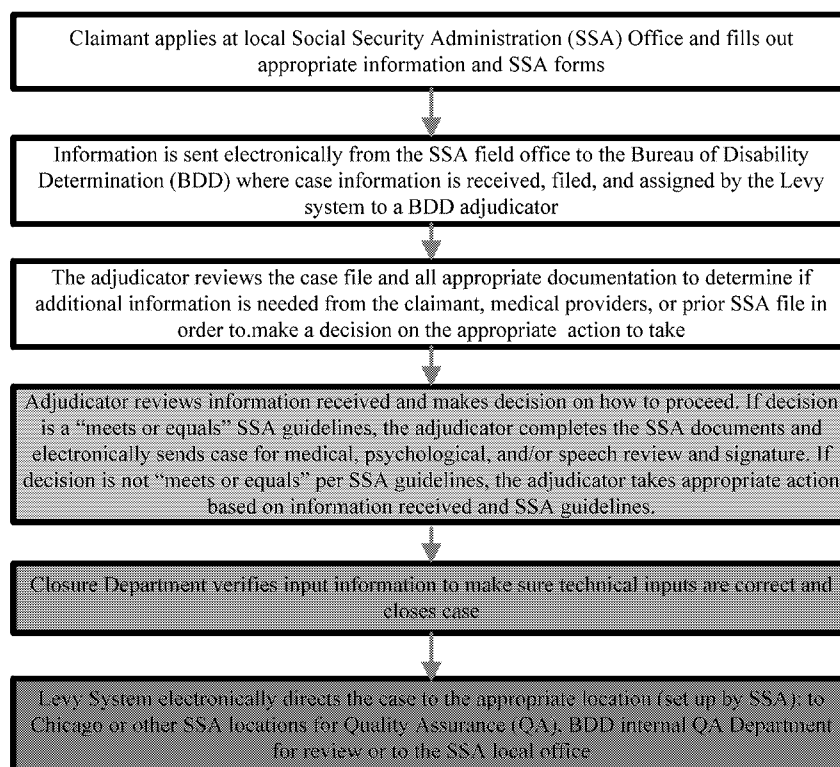 Claimant applies at local Social Security Administration (SSA) Office and fills out
appropriate information and SSA forms
Information is sent electronically from the SSA field office to the Bureau of Disability
Determination (BDD) where case information is received, filed, and assigned by the Levy
system to a BDD adjudicator
The adjudicator reviews the case file and all appropriate documentation to determine if
additional information is needed from the claimant, medical providers, or prior SSA file in
order to.make a decision on the appropriate action to take
Adjudicator reviews information received and makes decision on how to proceed. If decision
is a “meets or equals” SSA guidelines, the adjudicator completes the SSA documents and
electronically sends case for medical, psychological, and/or speech review and signature. If
decision is not “meets or equals” per SSA guidelines, the adjudicator takes appropriate action
based on information received and SSA guidelines.
Closure Department verifies input information to make sure technical inputs are correct and
closes case
Levy System electronically directs the case to the appropriate location (set up by SSA): to
Chicago or other SSA locations for Quality Assurance (QA), BDD internal QA Department
for review or to the SSA local office